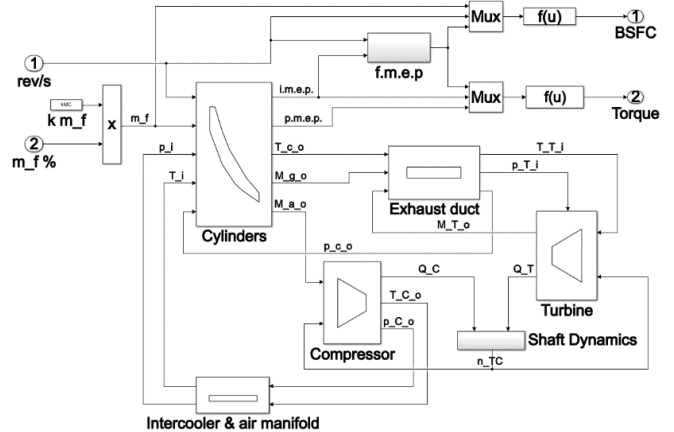 Mux
f(u)
1
BSFC
1
rev/s
f.m.e.p
kMC
k m_f
x
m_f
i.m.e.p.
Mux
f(u)
2
Torque
2
m_f %
p_i
p.m.e.p.
T_i
T_c_o
T_T_i
p_T_i
M_g_o
Exhaust duct
M_a_o
M_T_o
Cylinders
p_c_o
Q_C
Q_T
T_C_o
Turbine
p_C_o
Compressor
Shaft Dynamics
n_TC
Intercooler & air manifold